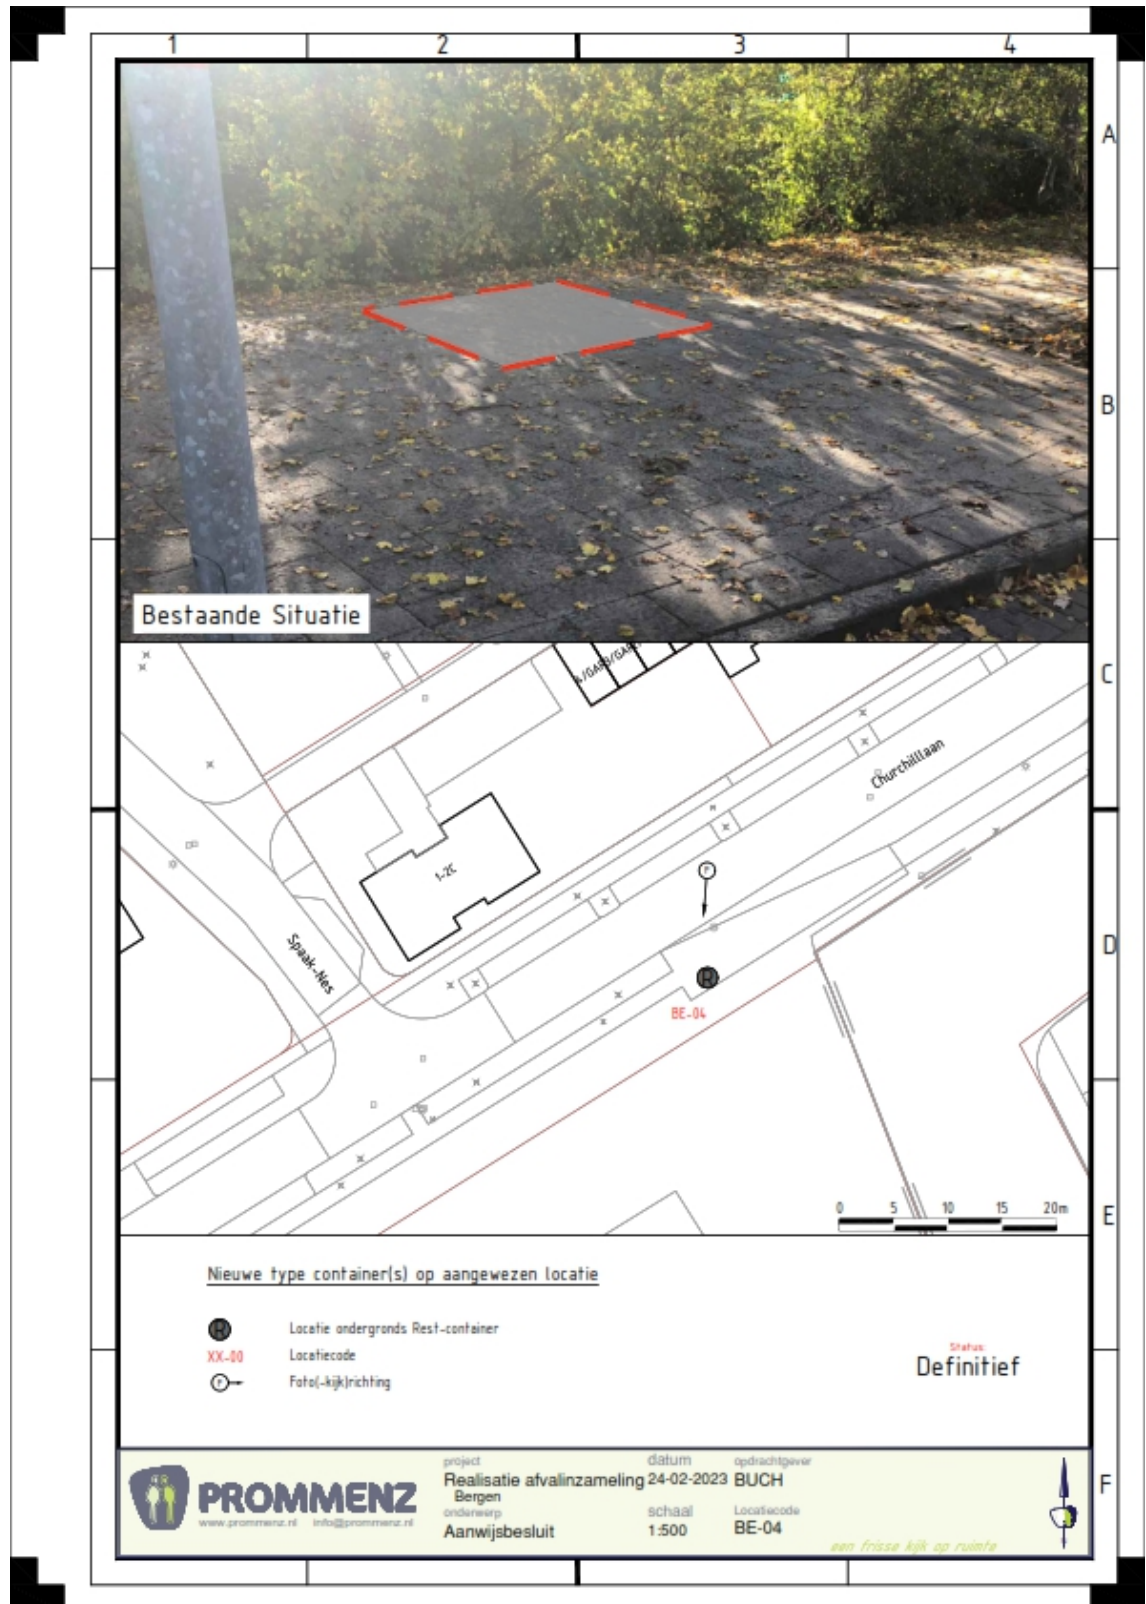 1 2 3 4
A
Bestaande Situatie
B
C
Churchilllaan
1-2C
Spaak-Nes
P
R
BE-04
D
0 5 10 15 20m
E
Nieuwe type container(s) op aangewezen locatie
R Locatie ondergronds Rest-container
XX-00 Locatiecode
Foto(-kijk)richting
Status:
Definitief
F
PROMMENZ
www.prommenz.nl info@prommenz.nl
project
Realisatie afvalinzameling
Bergen
onderwerp
Aanwijsbesluit
datum
24-02-2023
schaal
1:500
opdrachtgever
BUCH
Locatiecode
BE-04
een frisse kijk op ruimte